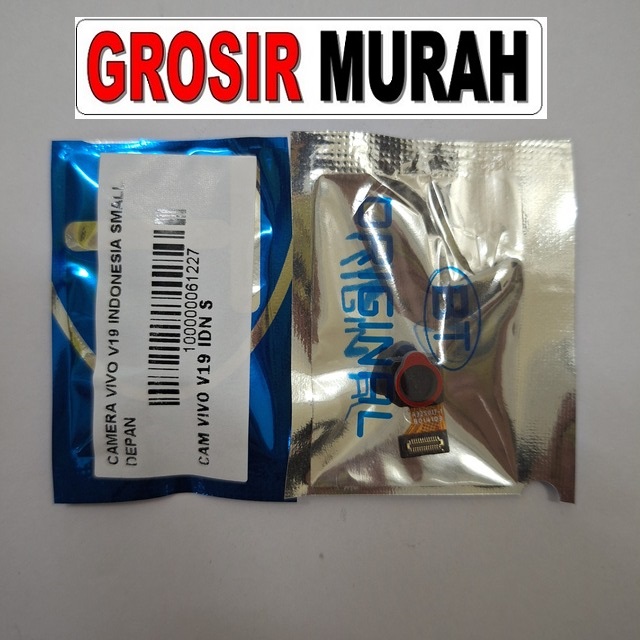 GROSIR MURAH
CAMERA VIVO V19 INDONESIA SMALL
DEPAN
100000061227
CAM VIVO V19 IDN S
ORIGINAL
BT